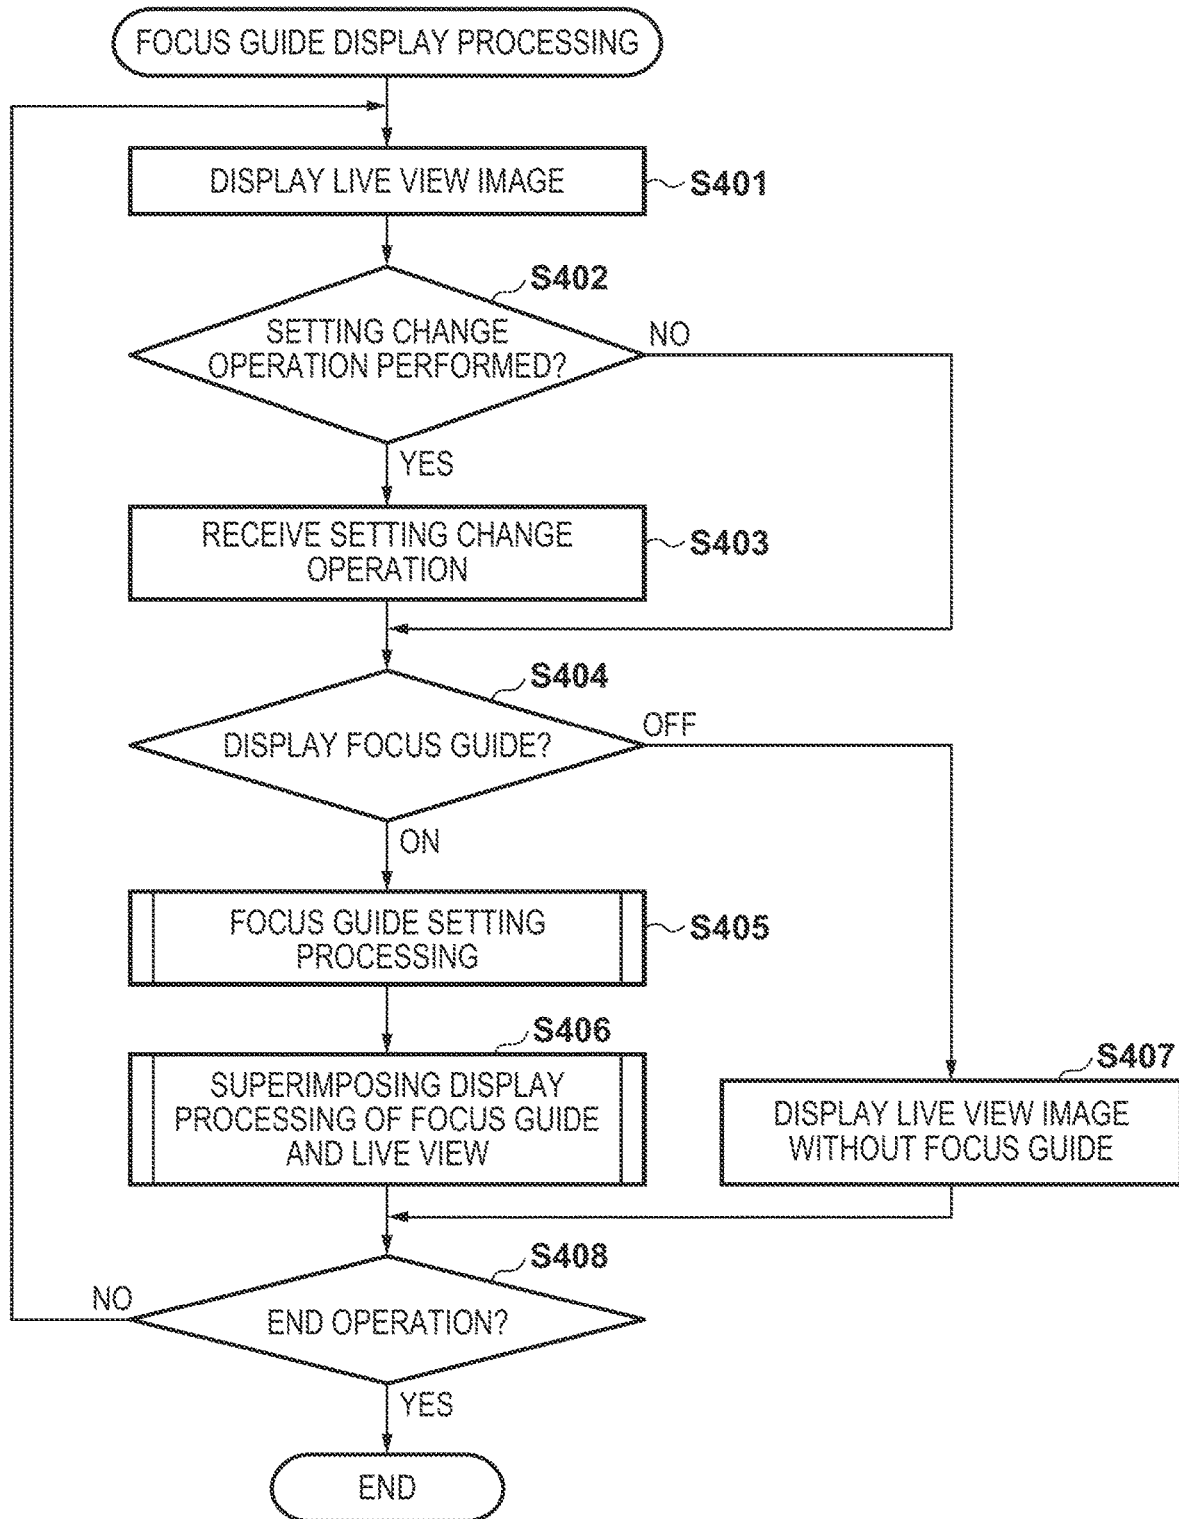 FOCUS GUIDE DISPLAY PROCESSING
DISPLAY LIVE VIEW IMAGE
S401
S402
SETTING CHANGE
OPERATION PERFORMED?
NO
YES
RECEIVE SETTING CHANGE
OPERATION
S403
S404
DISPLAY FOCUS GUIDE?
OFF
ON
FOCUS GUIDE SETTING
PROCESSING
S405
S406
SUPERIMPOSING DISPLAY
PROCESSING OF FOCUS GUIDE
AND LIVE VIEW
S407
DISPLAY LIVE VIEW IMAGE
WITHOUT FOCUS GUIDE
S408
NO
END OPERATION?
YES
END